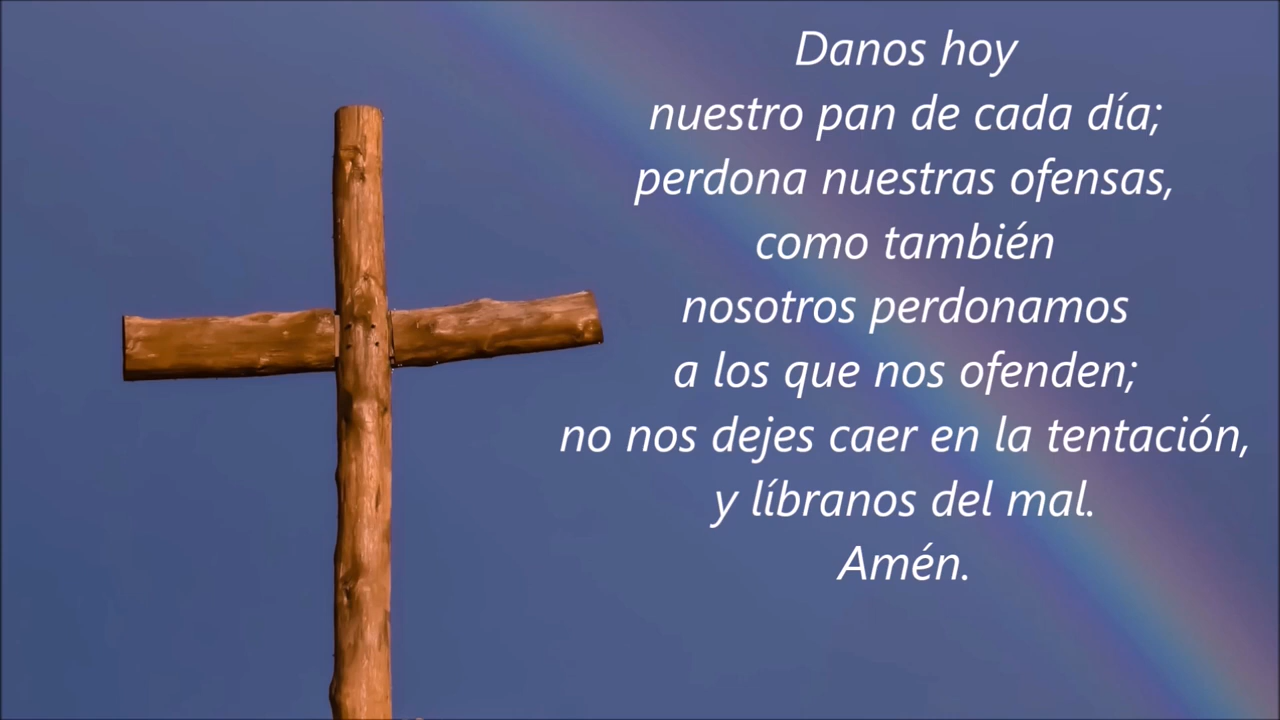 Danos hoy
nuestro pan de cada día;
perdona nuestras ofensas,
como también
nosotros perdonamos
a los que nos ofenden;
no nos dejes caer en la tentación,
y líbranos del mal.
Amén.